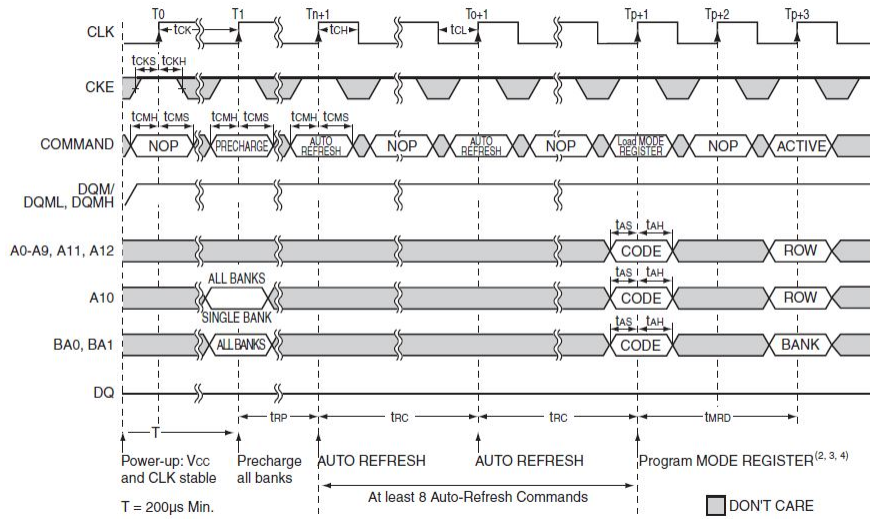 T0 T1 Tn+1 To+1 Tp+1 Tp+2 Tp+3
CLK tCK tCH tCL
tCKS tCKH
CKE
tCMH tCMS tCMH tCMS tCMH tCMS
COMMAND NOP PRECHARGE AUTO REFRESH NOP AUTO REFRESH NOP Load MODE REGISTER NOP ACTIVE
DQM/
DQML, DQMH
tAS tAH
A0-A9, A11, A12 CODE ROW
ALL BANKS tAS tAH
A10 CODE ROW
SINGLE BANK tAS tAH
BA0, BA1 ALL BANKS CODE BANK
DQ
tRP tRC tRC tMRD
T
Power-up: VCC Precharge AUTO REFRESH AUTO REFRESH Program MODE REGISTER(2, 3, 4)
and CLK stable all banks
At least 8 Auto-Refresh Commands
T = 200µs Min. DON'T CARE